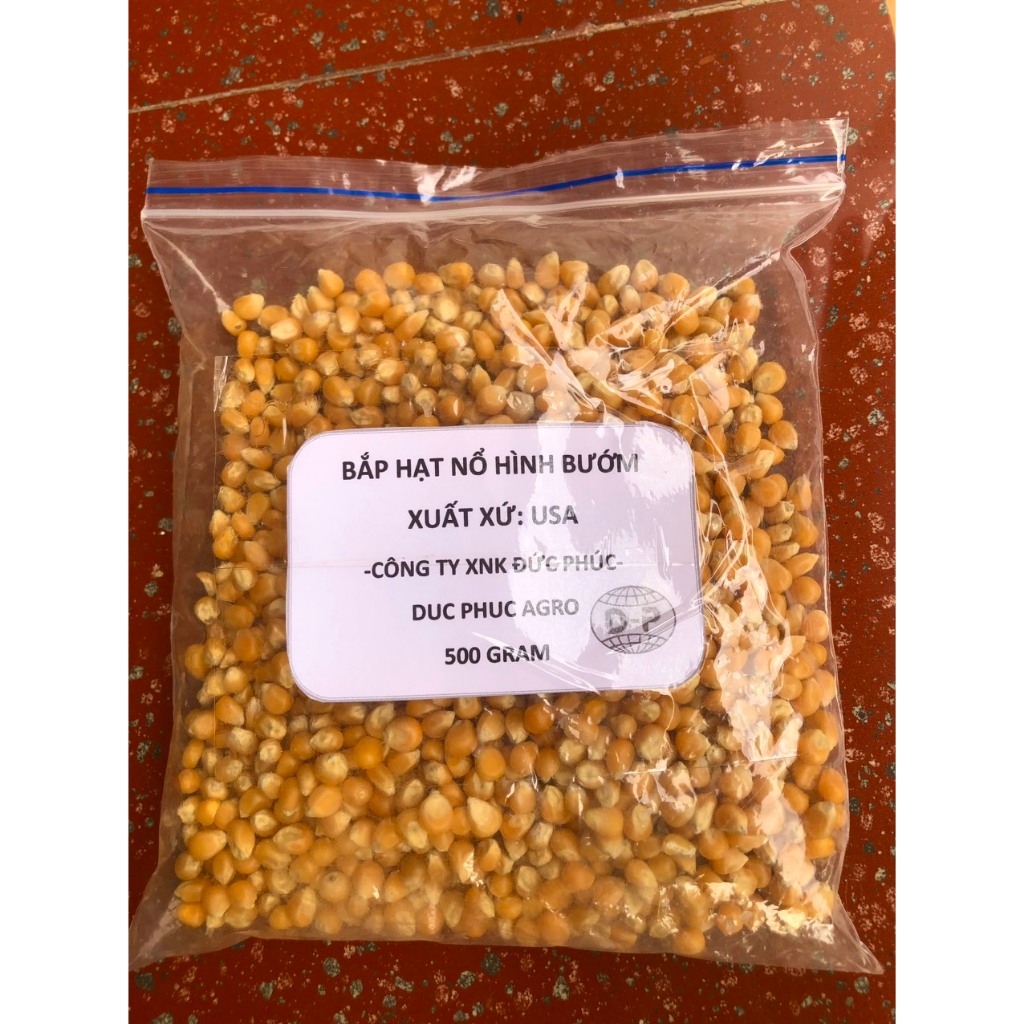 BẮP HẠT NỔ HÌNH BƯỚM
XUẤT XỨ: USA
-CÔNG TY XNK ĐỨC PHÚC-
DUC PHUC AGRO
D-P
500 GRAM